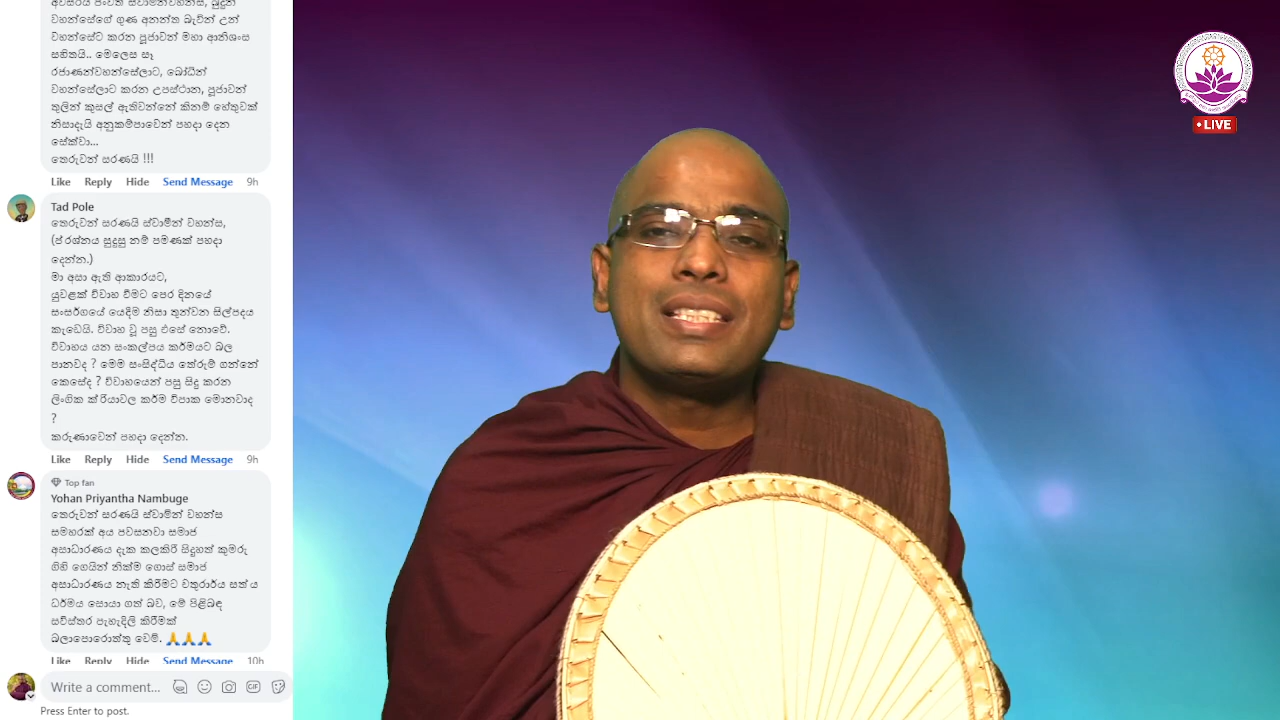 අවසරයි පංචිත ස්වාමින්වහන්ස, බුදුන්
වහන්සේගේ ගුණ අනන්ත බැවින් උන්
වහන්සේට කරන පූජාවන් මහා ආනිශංස
සහිතයි.. මෙලෙස සෑ
රජාණන්වහන්සේලාට, බෝධීන්
වහන්සේලාට කරන උපස්ථාන, පූජාවන්
තුලින් කුසල් ඇතිවන්නේ කිනම් හේතුවක්
නිසාදැයි අනුකම්පාවෙන් පහදා දෙන
සේක්වා...
තෙරුවන් සරණයි !!!
Like Reply Hide Send Message 9h
Tad Pole
තෙරුවන් සරණයි ස්වාමීන් වහන්ස,
(ප්රශ්නය සුදුසු නම් පමණක් පහදා
දෙන්න.)
මා අසා ඇති ආකාරයට,
යුවළක් විවාහ වීමට පෙර දිනයේ
සංසර්ගයේ යෙදීම නිසා තුන්වන සිල්පදය
කැඩෙයි. විවාහ වූ පසු එසේ නොවේ.
විවාහය යන සංකල්පය කර්මයට බල
පානවද ? මෙම සංසිද්ධිය තේරුම් ගන්නේ
කෙසේද ? විවාහයෙන් පසු සිදු කරන
ලිංගික ක්රියාවල කර්ම විපාක මොනවාද
?
කරුණාවෙන් පහදා දෙන්න.
Like Reply Hide Send Message 9h
Top fan
Yohan Priyantha Nambuge
තෙරුවන් සරණයි ස්වාමින් වහන්ස
සමහරක් අය පවසනවා සමාජ
අසාධාරණය දැක කලකිරී සිදුහත් කුමරු
ගිහි ගෙයින් නික්ම ගොස් සමාජ
අසාධාරණය නැති කිරීමට චතුරාර්ය සත්ය
ධර්මය සොයා ගත් බව, මේ පිළිබඳ
සවිස්තර පැහැදිලි කිරීමක්
බලාපොරොත්තු වෙමි. 🙏🙏🙏
Like Reply Hide Send Message 10h
Write a comment...
GIF
Press Enter to post.
• LIVE